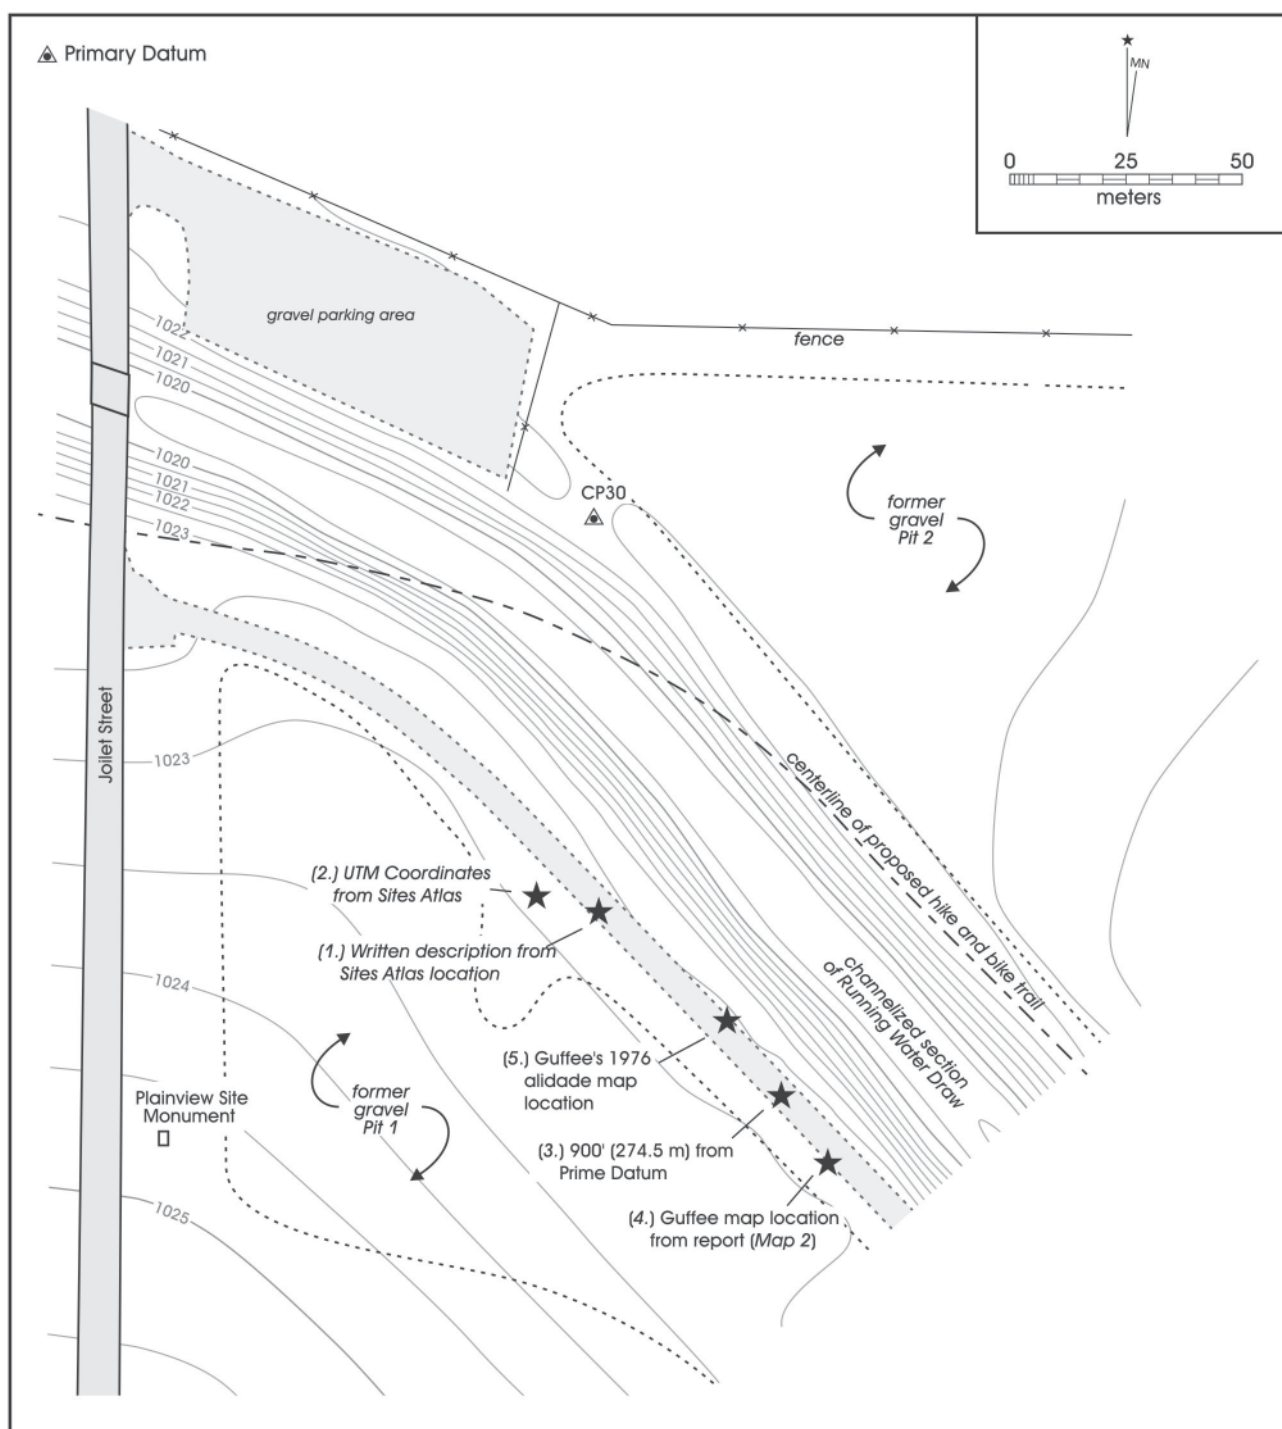 Primary Datum
MN
0 25 50
meters
gravel parking area
fence
1022
1021
1020
1020
1021
1022
1023
CP30
former
gravel
Pit 2
Joilet Street
1023
centerline of proposed hike and bike trail
(2.) UTM Coordinates
from Sites Atlas
(1.) Written description from
Sites Atlas location
channelized section
of Running Water Draw
1024
(5.) Guffee's 1976
alidade map
location
former
gravel
Pit 1
Plainview Site
Monument
(3.) 900' (274.5 m) from
Prime Datum
(4.) Guffee map location
from report (Map 2)
1025